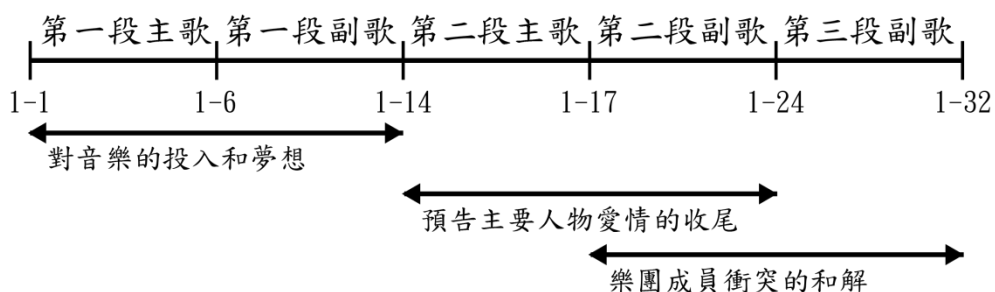 第一段主歌 第一段副歌 第二段主歌 第二段副歌 第三段副歌
1-1 1-6 1-14 1-17 1-24 1-32
對音樂的投入和夢想
預告主要人物愛情的收尾
樂團成員衝突的和解